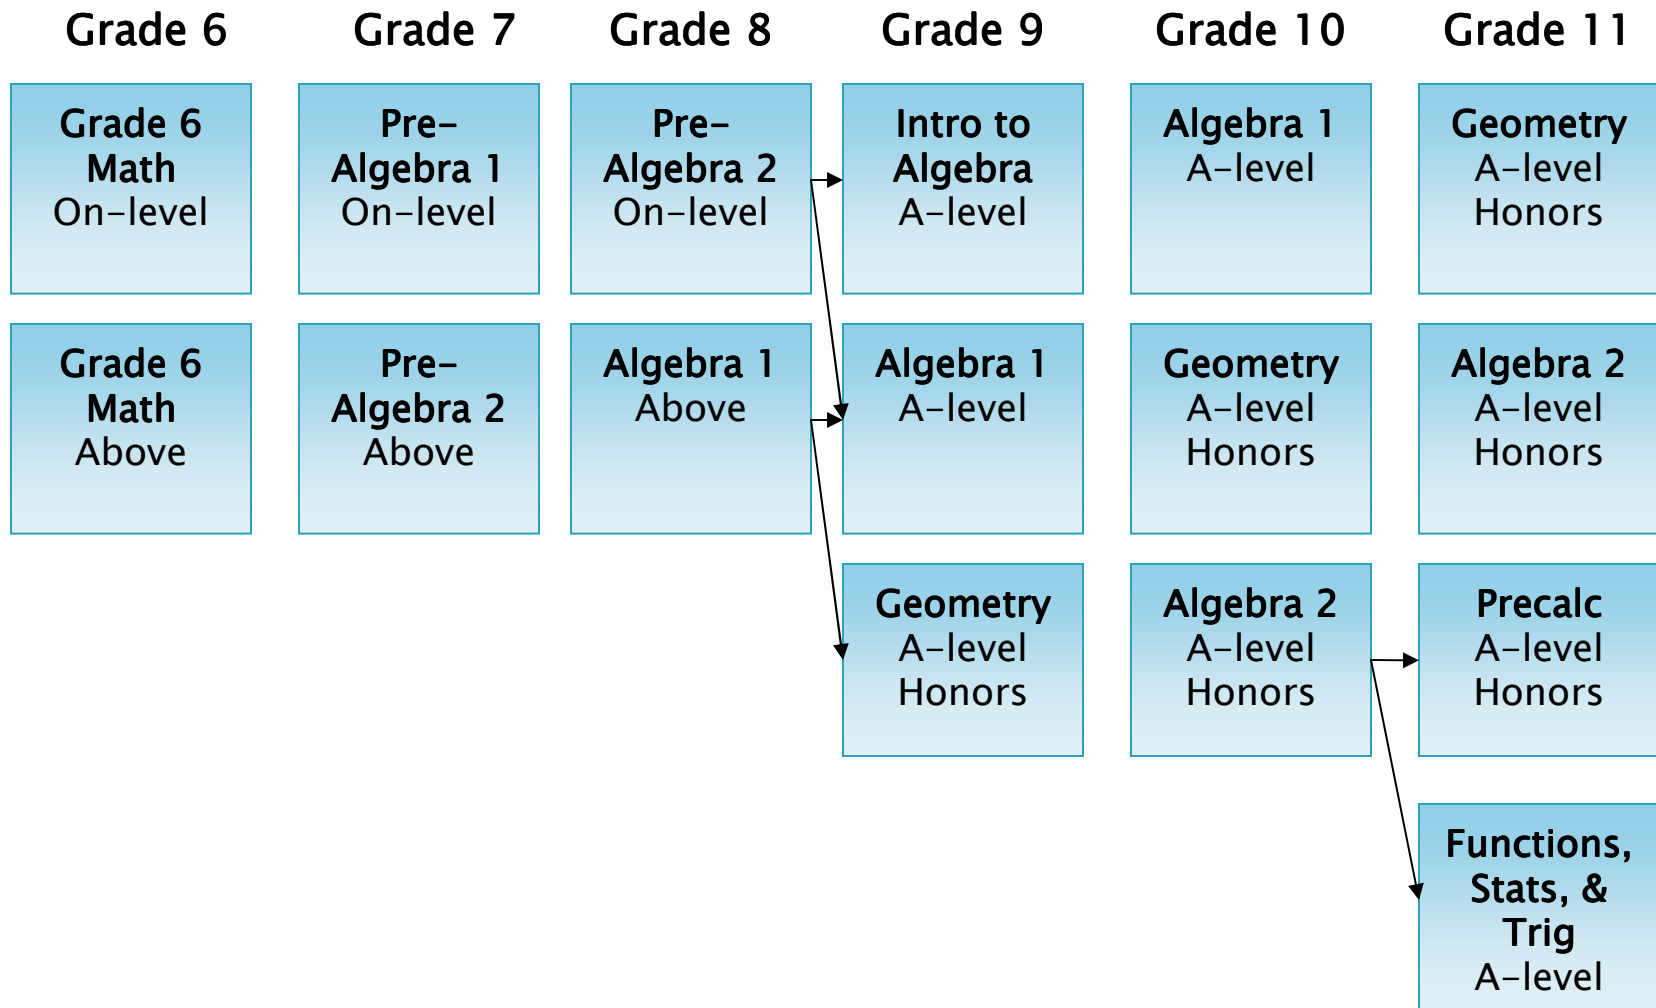 Grade 6
Grade 7
Grade 8
Grade 9
Grade 10
Grade 11
Grade 6
Math
On-level
Pre-
Algebra 1
On-level
Pre-
Algebra 2
On-level
Intro to
Algebra
A-level
Algebra 1
A-level
Geometry
A-level
Honors
Grade 6
Math
Above
Pre-
Algebra 2
Above
Algebra 1
Above
Algebra 1
A-level
Geometry
A-level
Honors
Algebra 2
A-level
Honors
Geometry
A-level
Honors
Algebra 2
A-level
Honors
Precalc
A-level
Honors
Functions,
Stats, &
Trig
A-level